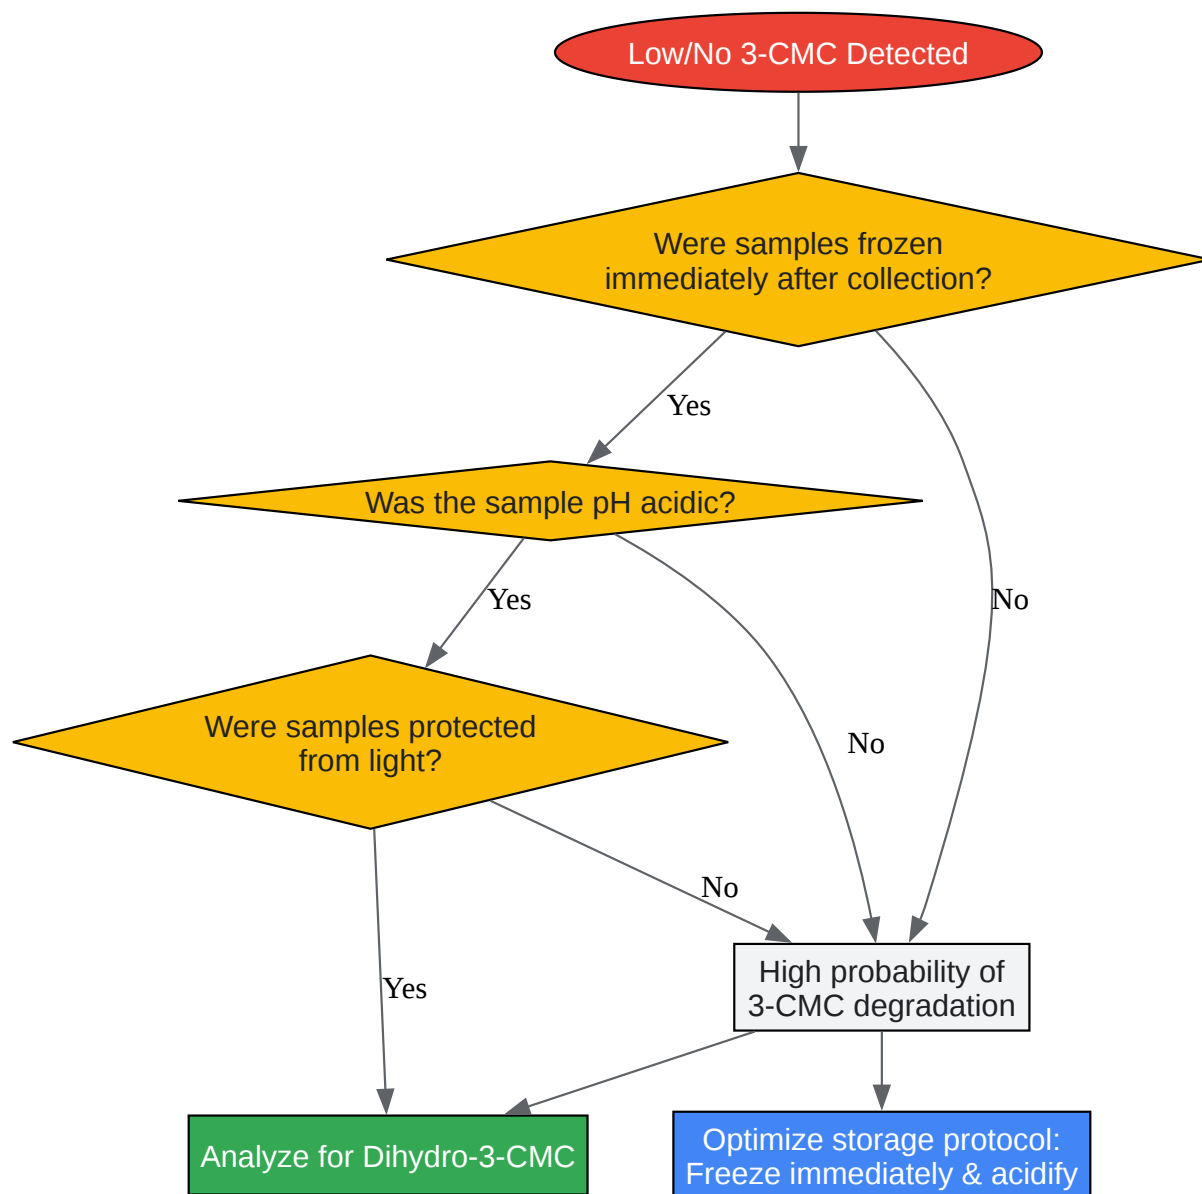 Low/No 3-CMC Detected
Were samples frozen
immediately after collection?
Yes
Was the sample pH acidic?
Yes
No
Were samples protected
from light?
No
No
Yes
High probability of
3-CMC degradation
Analyze for Dihydro-3-CMC
Optimize storage protocol:
Freeze immediately & acidify